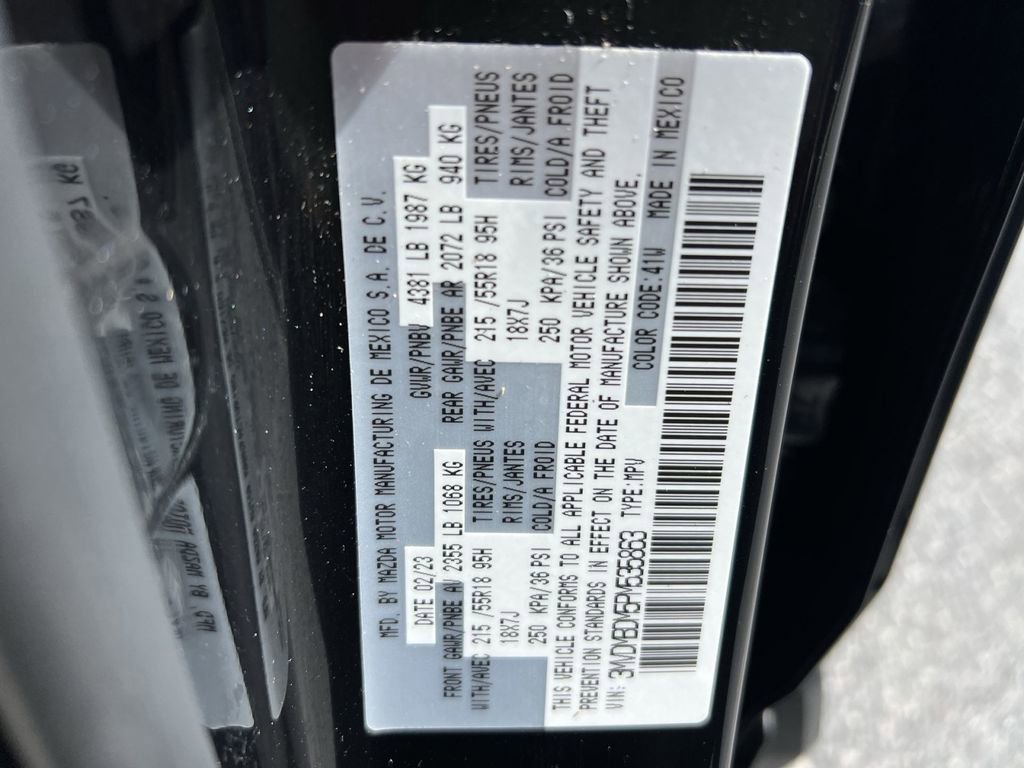 MFD. BY MAZDA MOTOR MANUFACTURING DE MEXICO S.A. DE C.V.
DATE 02/23 GVWR/PNBV 4381 LB 1987 KG
FRONT GAWR/PNBE AV 2355 LB 1068 KG REAR GAWR/PNBE AR 2072 LB 940 KG
WITH/AVEC 215 /55R18 95H TIRES/PNEUS WITH/AVEC 215 /55R18 95H TIRES/PNEUS
18X7J RIMS/JANTES 18X7J RIMS/JANTES
250 KPA/36 PSI COLD/A FROID 250 KPA/36 PSI COLD/A FROID
THIS VEHICLE CONFORMS TO ALL APPLICABLE FEDERAL MOTOR VEHICLE SAFETY AND THEFT
PREVENTION STANDARDS IN EFFECT ON THE DATE OF MANUFACTURE SHOWN ABOVE.
VIN: TYPE:MPV COLOR CODE:41W MADE IN MEXICO